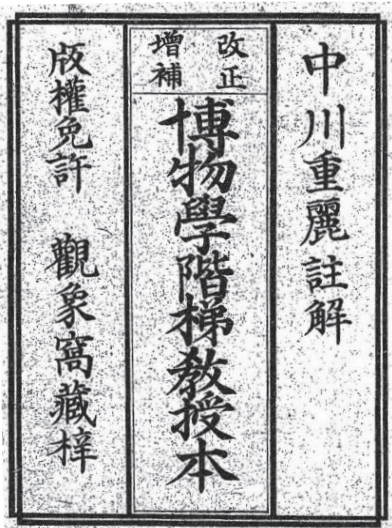 中川重麗註解
改正
增補
博物學階梯教授本
版權免許 觀象窩藏梓